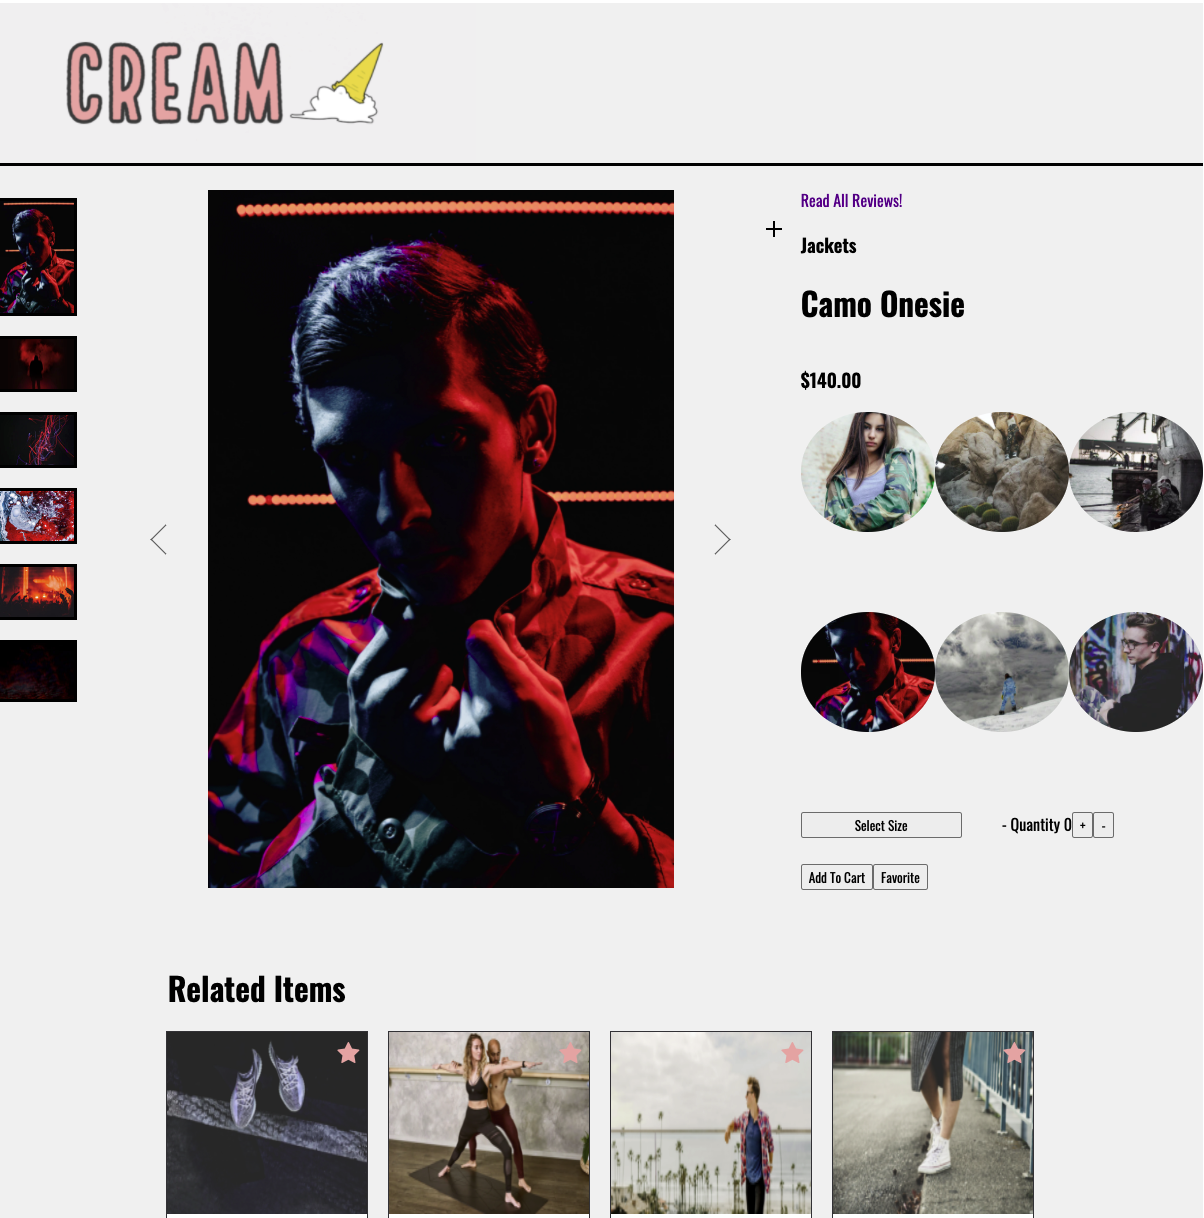 CREAM
Read All Reviews!
Jackets
Camo Onesie
$140.00
Select Size
- Quantity 0 + -
Add To Cart Favorite
Related Items